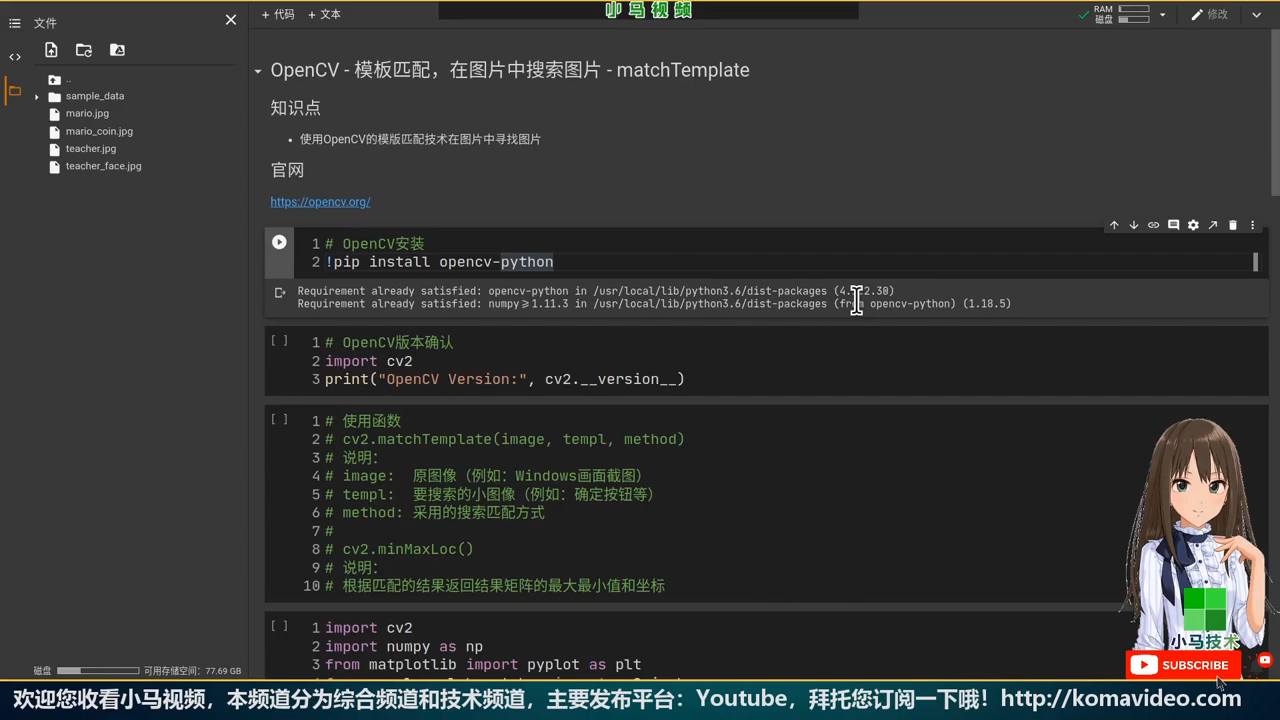 小马视频
文件
+ 代码 + 文本
RAM
磁盘
修改
..
sample_data
mario.jpg
mario_coin.jpg
teacher.jpg
teacher_face.jpg
OpenCV - 模板匹配，在图片中搜索图片 - matchTemplate
知识点
• 使用OpenCV的模版匹配技术在图片中寻找图片
官网
https://opencv.org/
1 # OpenCV安装
2 !pip install opencv-python
Requirement already satisfied: opencv-python in /usr/local/lib/python3.6/dist-packages
Requirement already satisfied: numpy>=1.11.3 in /usr/local/lib/python3.6/dist-packages (from opencv-python) (1.18.5)
[ ]
1 # OpenCV版本确认
2 import cv2
3 print("OpenCV Version:", cv2.__version__)
[ ]
1 # 使用函数
2 # cv2.matchTemplate(image, templ, method)
3 # 说明：
4 # image: 原图像（例如：Windows画面截图）
5 # templ: 要搜索的小图像（例如：确定按钮等）
6 # method: 采用的搜索匹配方式
7 #
8 # cv2.minMaxLoc()
9 # 说明：
10 # 根据匹配的结果返回结果矩阵的最大最小值和坐标
[ ]
1 import cv2
2 import numpy as np
3 from matplotlib import pyplot as plt
磁盘 可用存储空间：77.69 GB
小马技术
SUBSCRIBE
欢迎您收看小马视频，本频道分为综合频道和技术频道，主要发布平台：Youtube，拜托您订阅一下哦！http://komavideo.com